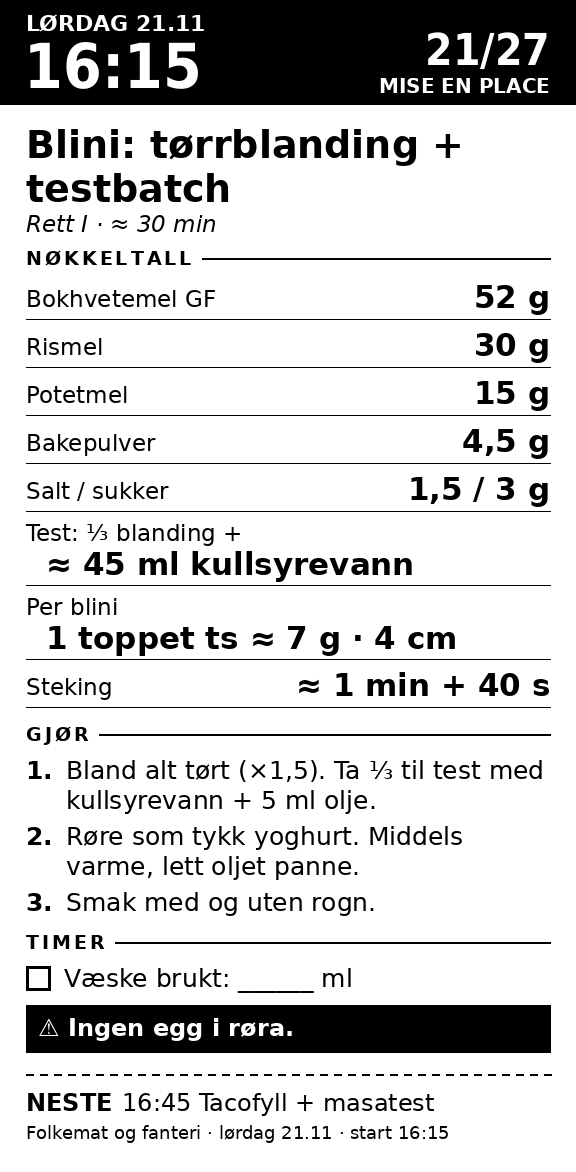 LØRDAG 21.11
16:15
21/27
MISE EN PLACE
Blini: tørrblanding +
testbatch
Rett I · ≈ 30 min
NØKKELTALL
Bokhvetemel GF 52 g
Rismel 30 g
Potetmel 15 g
Bakepulver 4,5 g
Salt / sukker 1,5 / 3 g
Test: ⅓ blanding +
≈ 45 ml kullsyrevann
Per blini
1 toppet ts ≈ 7 g · 4 cm
Steking ≈ 1 min + 40 s
GJØR
1. Bland alt tørt (×1,5). Ta ⅓ til test med
kullsyrevann + 5 ml olje.
2. Røre som tykk yoghurt. Middels
varme, lett oljet panne.
3. Smak med og uten rogn.
TIMER
☐ Væske brukt: ______ ml
⚠ Ingen egg i røra.
NESTE 16:45 Tacofyll + masatest
Folkemat og fanteri · lørdag 21.11 · start 16:15